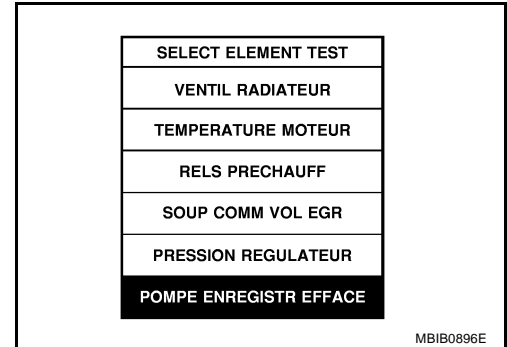 SELECT ELEMENT TEST
VENTIL RADIATEUR
TEMPERATURE MOTEUR
RELS PRECHAUFF
SOUP COMM VOL EGR
PRESSION REGULATEUR
POMPE ENREGISTR EFFACE
MBIB0896E